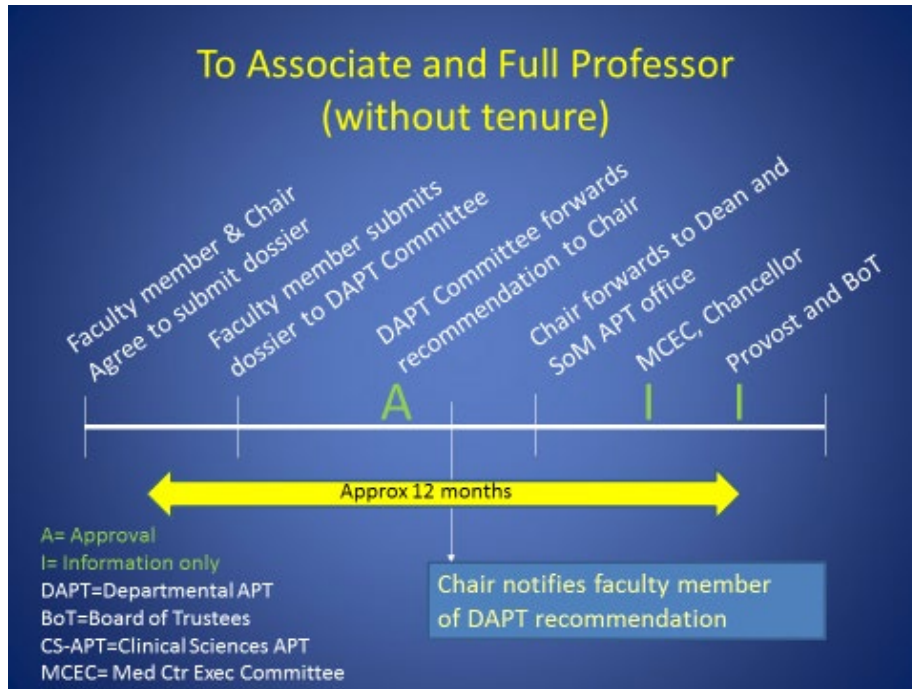 To Associate and Full Professor
(without tenure)
Faculty member & Chair
Agree to submit dossier
Faculty member submits
dossier to DAPT Committee
DAPT Committee forwards
recommendation to Chair
Chair forwards to Dean and
SoM APT office
MCEC, Chancellor
Provost and BoT
A
I
I
Approx 12 months
A= Approval
I= Information only
DAPT=Departmental APT
BoT=Board of Trustees
CS-APT=Clinical Sciences APT
MCEC= Med Ctr Exec Committee
Chair notifies faculty member
of DAPT recommendation